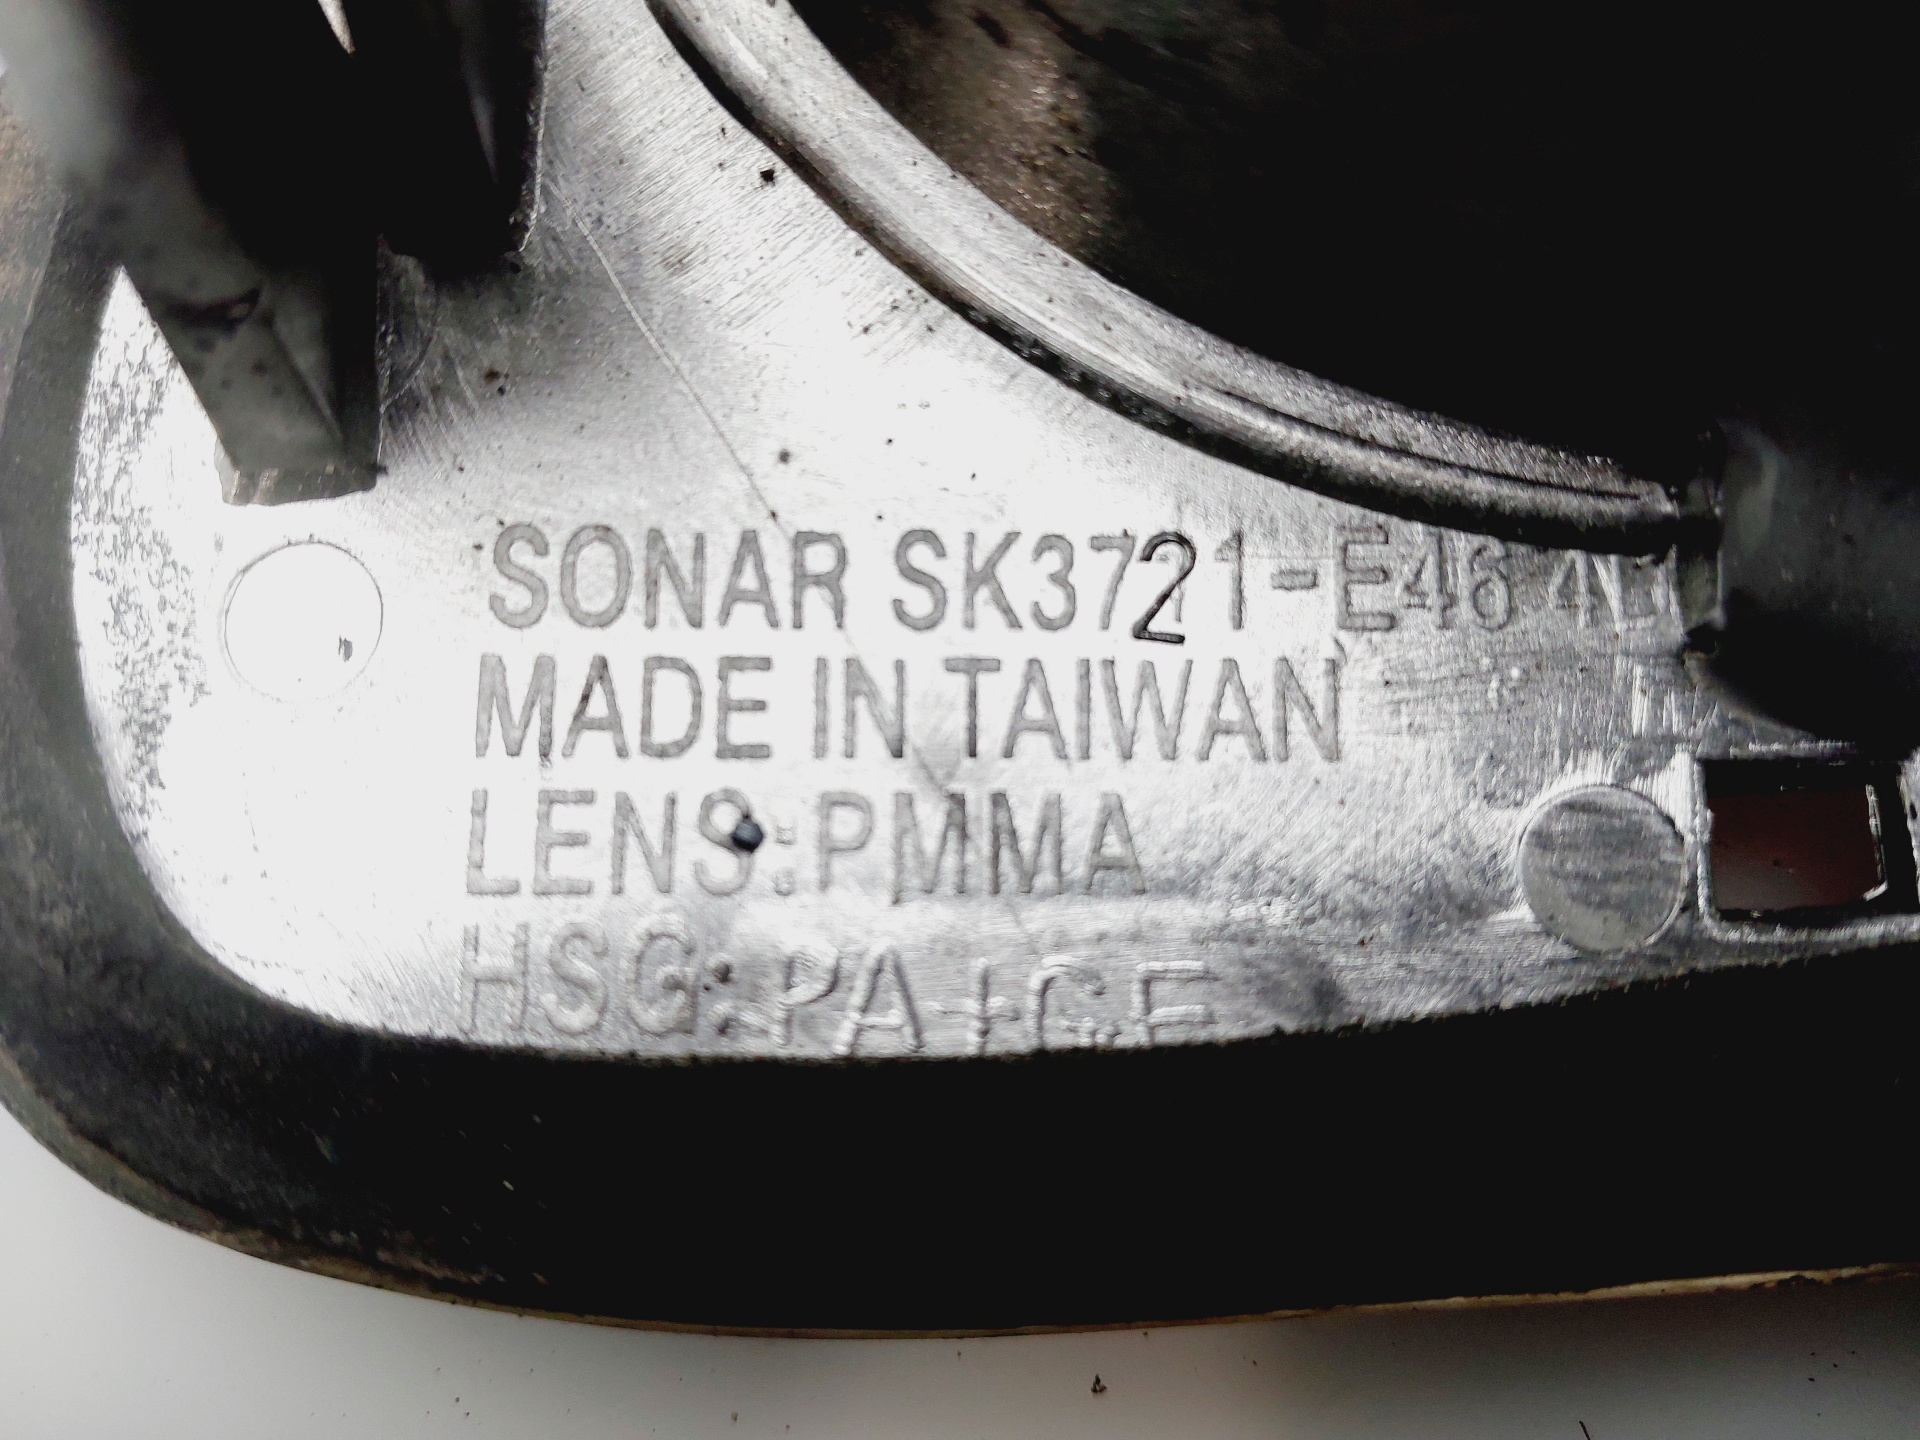 SONAR SK3721-E46 4D
MADE IN TAIWAN
LENS:PMMA
HSG:PA+G.F